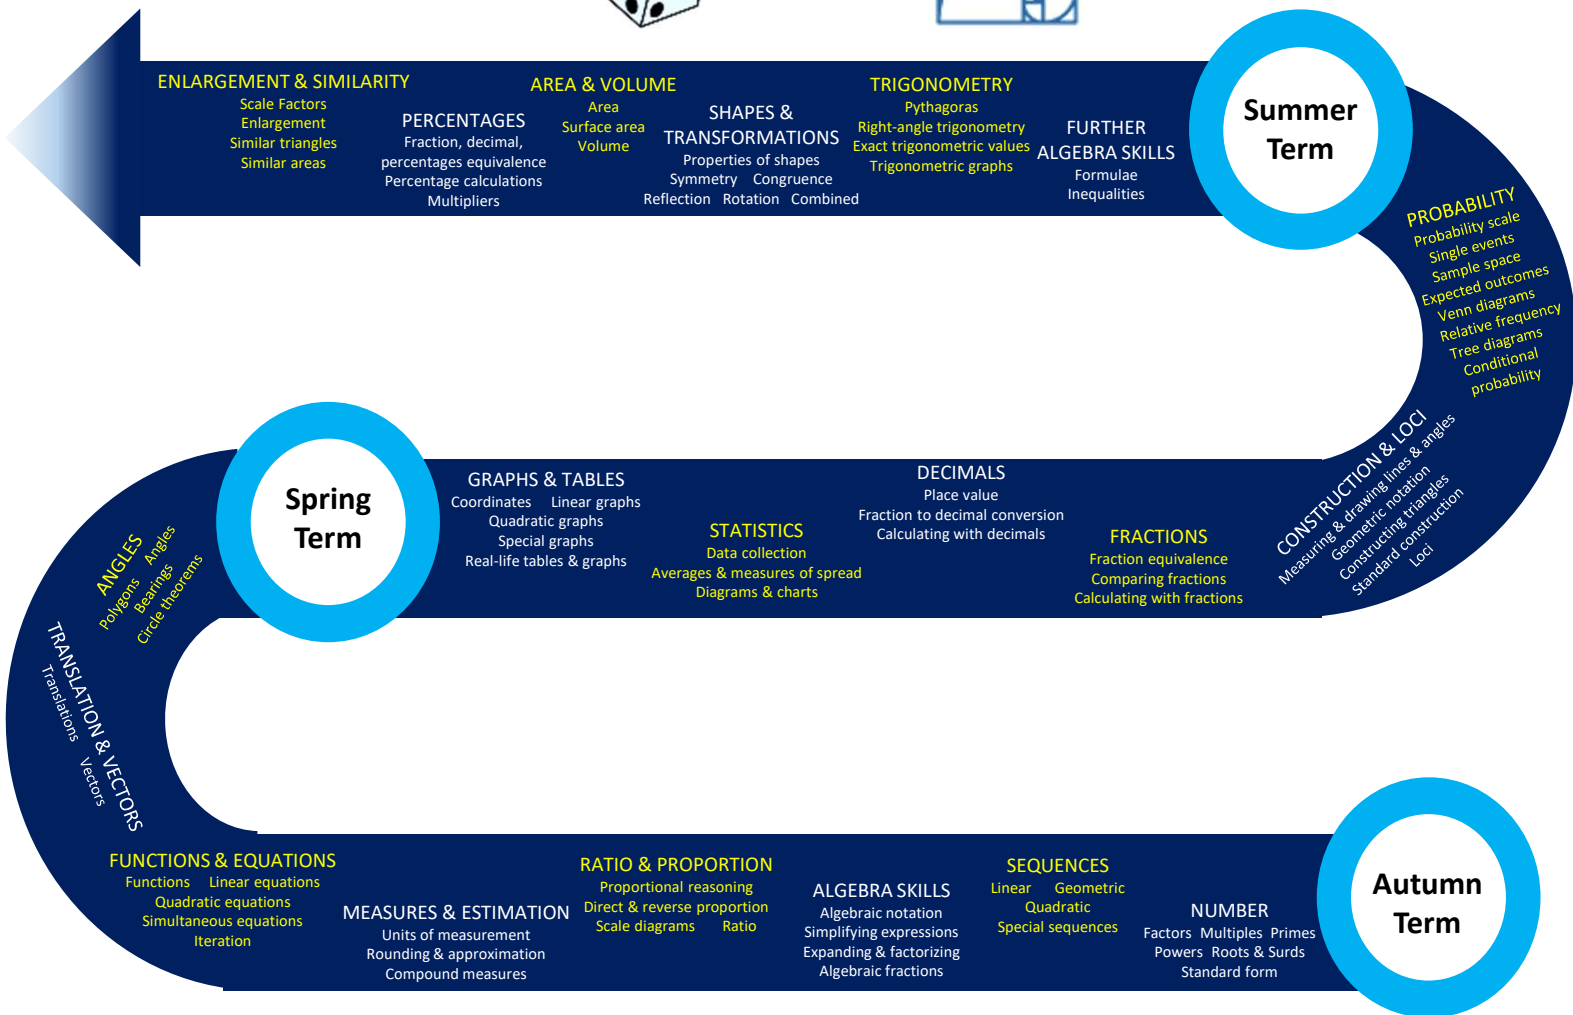 ENLARGEMENT & SIMILARITY
Scale Factors
Enlargement
Similar triangles
Similar areas
PERCENTAGES
Fraction, decimal,
percentages equivalence
Percentage calculations
Multipliers
AREA & VOLUME
Area
Surface area
Volume
SHAPES &
TRANSFORMATIONS
Properties of shapes
Symmetry Congruence
Reflection Rotation Combined
TRIGONOMETRY
Pythagoras
Right-angle trigonometry
Exact trigonometric values
Trigonometric graphs
FURTHER
ALGEBRA SKILLS
Formulae
Inequalities
Summer
Term
PROBABILITY
Probability scale
Single events
Sample space
Expected outcomes
Venn diagrams
Relative frequency
Tree diagrams
Conditional
probability
CONSTRUCTION & LOCI
Measuring & drawing lines & angles
Geometric notation
Constructing triangles
Standard construction
Loci
Spring
Term
GRAPHS & TABLES
Coordinates Linear graphs
Quadratic graphs
Special graphs
Real-life tables & graphs
STATISTICS
Data collection
Averages & measures of spread
Diagrams & charts
DECIMALS
Place value
Fraction to decimal conversion
Calculating with decimals
FRACTIONS
Fraction equivalence
Comparing fractions
Calculating with fractions
ANGLES
Polygons Angles
Bearings
Circle theorems
TRANSLATION & VECTORS
Translations Vectors
FUNCTIONS & EQUATIONS
Functions Linear equations
Quadratic equations
Simultaneous equations
Iteration
MEASURES & ESTIMATION
Units of measurement
Rounding & approximation
Compound measures
RATIO & PROPORTION
Proportional reasoning
Direct & reverse proportion
Scale diagrams Ratio
ALGEBRA SKILLS
Algebraic notation
Simplifying expressions
Expanding & factorizing
Algebraic fractions
SEQUENCES
Linear Geometric
Quadratic
Special sequences
NUMBER
Factors Multiples Primes
Powers Roots & Surds
Standard form
Autumn
Term